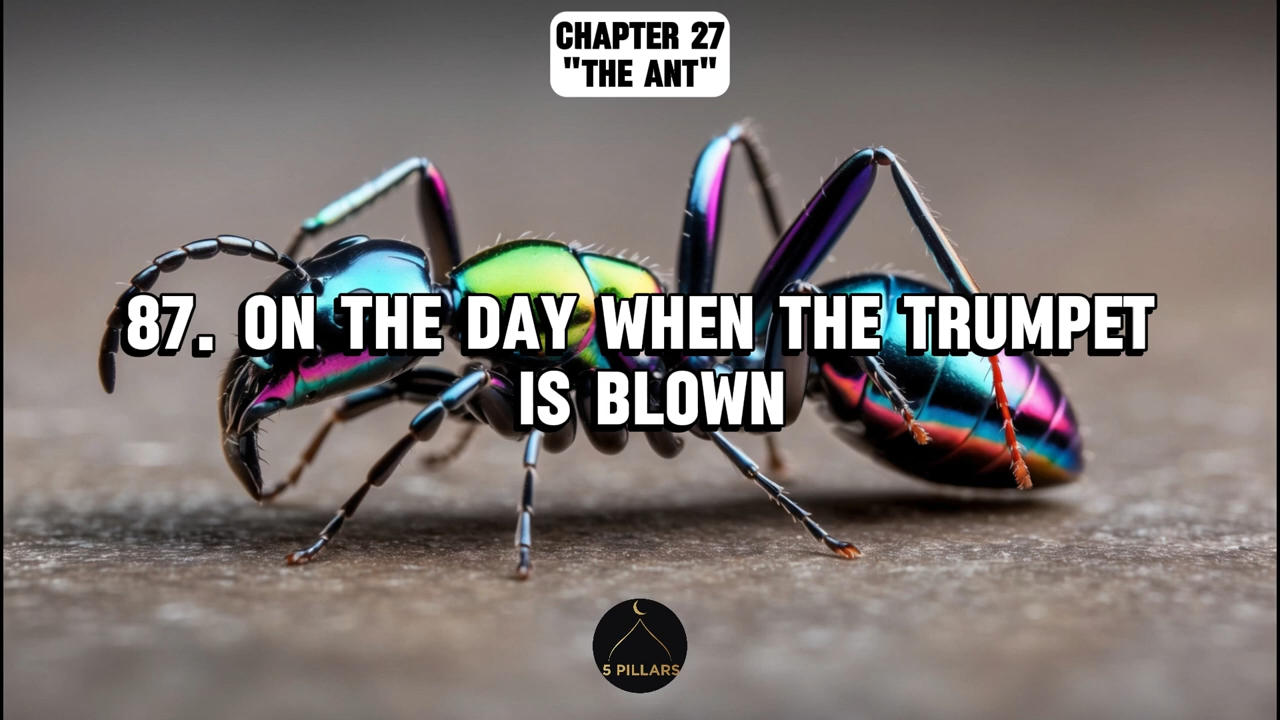 CHAPTER 27
"THE ANT"
87. ON THE DAY WHEN THE TRUMPET
IS BLOWN
5 PILLARS